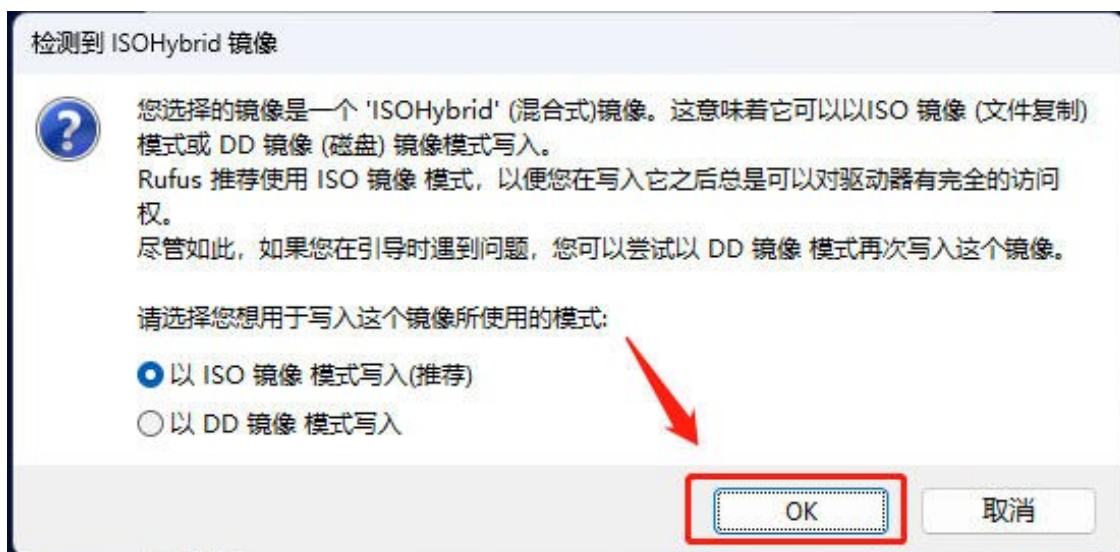 检测到 ISOHybrid 镜像
您选择的镜像是一个 'ISOHybrid' (混合式)镜像。这意味着它可以以ISO 镜像 (文件复制)
模式或 DD 镜像 (磁盘) 镜像模式写入。
Rufus 推荐使用 ISO 镜像 模式，以便您在写入它之后总是可以对驱动器有完全的访问
权。
尽管如此，如果您在引导时遇到问题，您可以尝试以 DD 镜像 模式再次写入这个镜像。
请选择您想用于写入这个镜像所使用的模式:
以 ISO 镜像 模式写入(推荐)
以 DD 镜像 模式写入
OK 取消